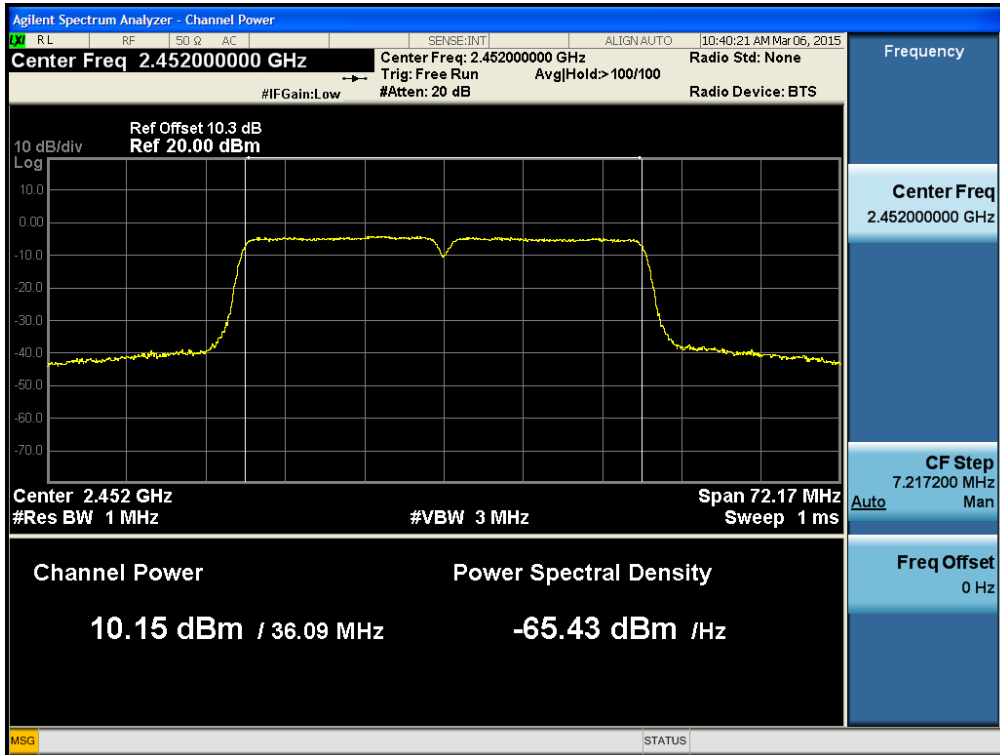 Agilent Spectrum Analyzer - Channel Power
LXI RL RF 50 Ω AC SENSE:INT ALIGN AUTO 10:40:21 AM Mar 06, 2015
Center Freq 2.452000000 GHz
Center Freq: 2.452000000 GHz
Radio Std: None
Trig: Free Run Avg|Hold:> 100/100
#IFGain:Low
#Atten: 20 dB
Radio Device: BTS
Ref Offset 10.3 dB
10 dB/div Ref 20.00 dBm
Log
10.0
0.00
-10.0
-20.0
-30.0
-40.0
-50.0
-60.0
-70.0
Center 2.452 GHz
Span 72.17 MHz
#Res BW 1 MHz
#VBW 3 MHz
Sweep 1 ms
Channel Power
Power Spectral Density
10.15 dBm / 36.09 MHz
-65.43 dBm /Hz
Frequency
Center Freq
2.452000000 GHz
CF Step
7.217200 MHz
Auto Man
Freq Offset
0 Hz
MSG
STATUS